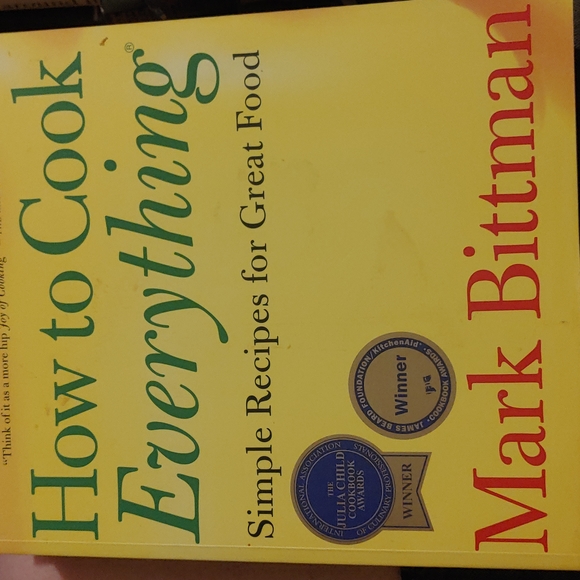 "Think of it as a more hip Joy of Cooking
How to Cook
Everything®
Simple Recipes for Great Food
INTERNATIONAL ASSOCIATION
THE
JULIA CHILD
COOKBOOK
AWARDS
OF CULINARY PROFESSIONALS
WINNER
JAMES BEARD FOUNDATION/KitchenAid®
Winner
COOKBOOK AWARDS
Mark Bittman